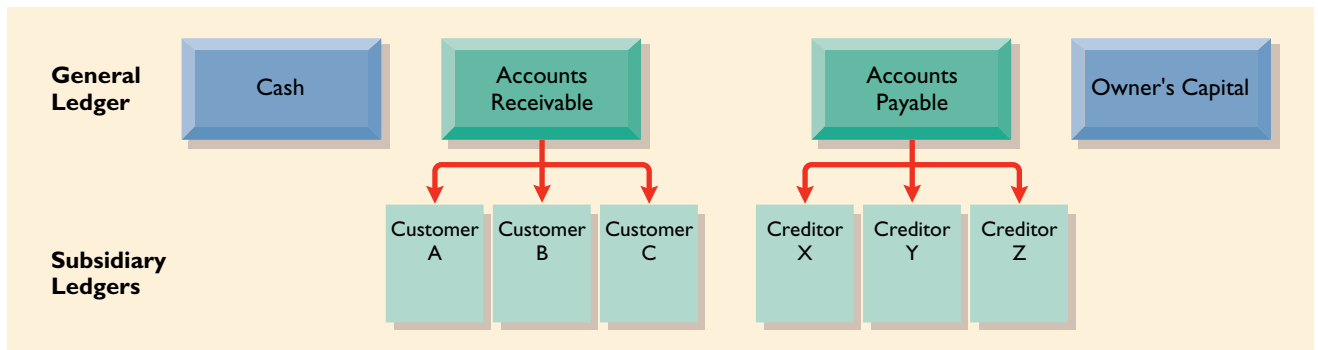 General
Ledger
Cash
Accounts
Receivable
Accounts
Payable
Owner's Capital
Subsidiary
Ledgers
Customer
A
Customer
B
Customer
C
Creditor
X
Creditor
Y
Creditor
Z